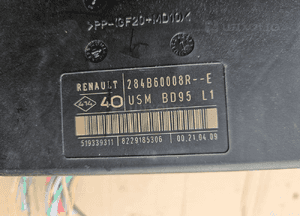 >PP-(GF20+MD10)<
RENAULT 284B60008R--E
40 USM BD95 L1
519339311 8229185306 00.21.04 09